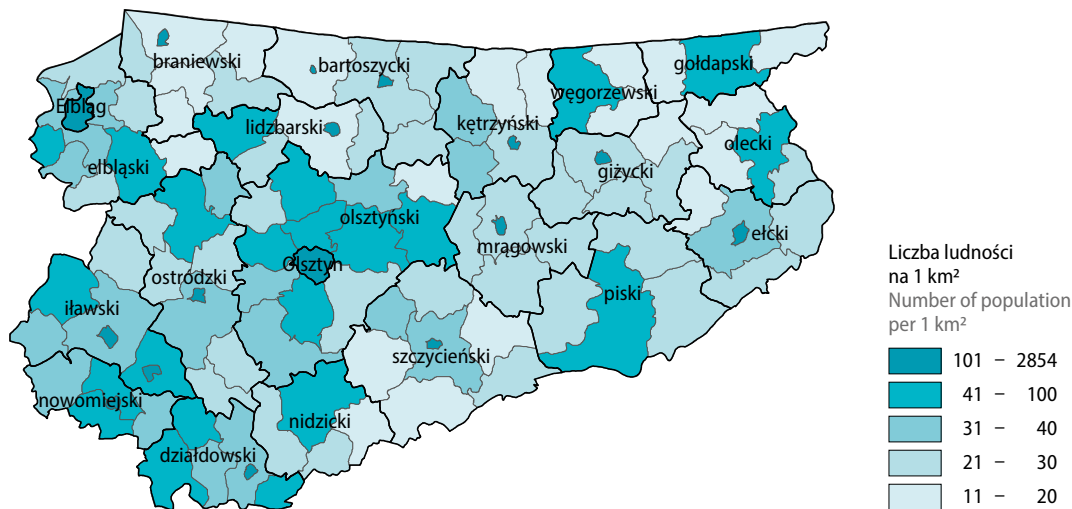 braniewski
bartoszycki
gołdapski
węgorzewski
Elbląg
lidzbarski
kętrzyński
olecki
elbląski
giżycki
olsztyński
mrągowski
ełcki
Olsztyn
ostródzki
piski
iławski
szczycieński
nowomiejski
nidzicki
działdowski
Liczba ludności
na 1 km²
Number of population
per 1 km²
101 – 2854
41 – 100
31 – 40
21 – 30
11 – 20